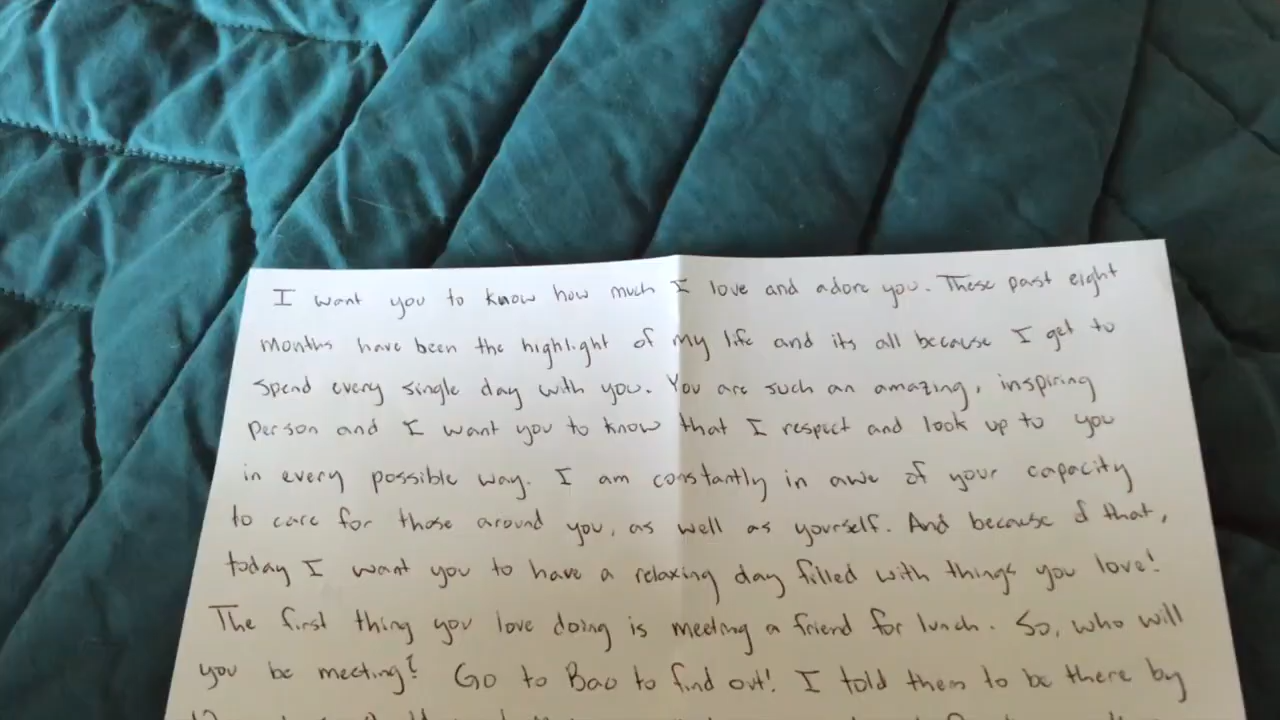 I want you to know how much I love and adore you. These past eight
months have been the highlight of my life and its all because I get to
spend every single day with you. You are such an amazing, inspiring
person and I want you to know that I respect and look up to you
in every possible way. I am constantly in awe of your capacity
to care for those around you, as well as yourself. And because of that,
today I want you to have a relaxing day filled with things you love!
The first thing you love doing is meeting a friend for lunch. So, who will
you be meeting? Go to Bao to find out! I told them to be there by